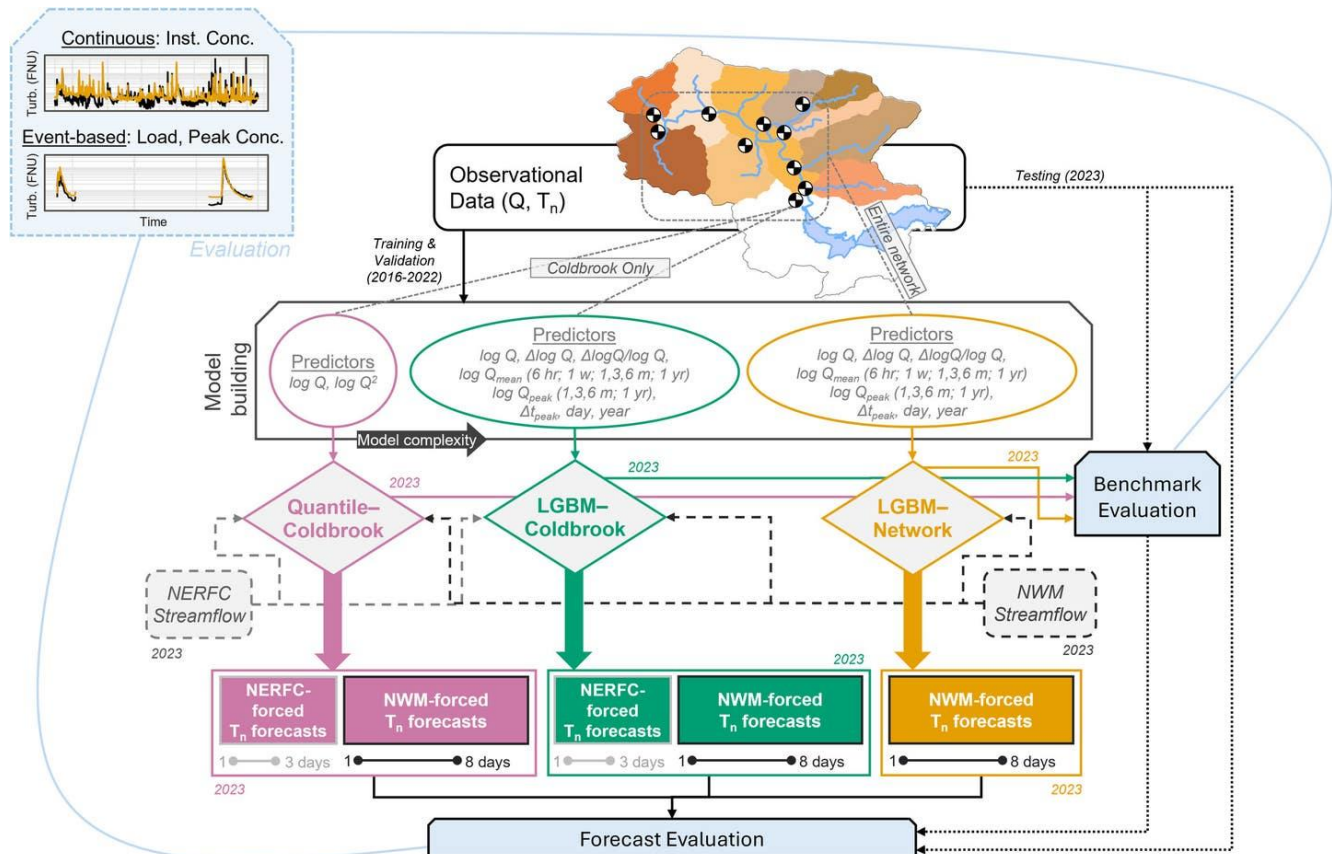 Continuous: Inst. Conc.
Turb. (FNU)
Event-based: Load, Peak Conc.
Turb. (FNU)
Time
Evaluation
Observational
Data (Q, Tn)
Testing (2023)
Training &
Validation
(2016-2022)
Coldbrook Only
Entire network
Model
building
Predictors
log Q, log Q²
Predictors
log Q, Δlog Q, ΔlogQ/log Q,
log Qmean (6 hr; 1 w; 1,3,6 m; 1 yr)
log Qpeak (1,3,6 m; 1 yr),
Δtpeak, day, year
Predictors
log Q, Δlog Q, ΔlogQ/log Q,
log Qmean (6 hr; 1 w; 1,3,6 m; 1 yr)
log Qpeak (1,3,6 m; 1 yr),
Δtpeak, day, year
Model complexity
2023
2023
2023
Quantile–
Coldbrook
LGBM–
Coldbrook
LGBM–
Network
Benchmark
Evaluation
NERFC
Streamflow
2023
NWM
Streamflow
2023
2023
NERFC-
forced
Tn forecasts
NWM-forced
Tn forecasts
NERFC-
forced
Tn forecasts
NWM-forced
Tn forecasts
NWM-forced
Tn forecasts
1 3 days
1 8 days
1 3 days
1 8 days
1 8 days
2023
2023
Forecast Evaluation